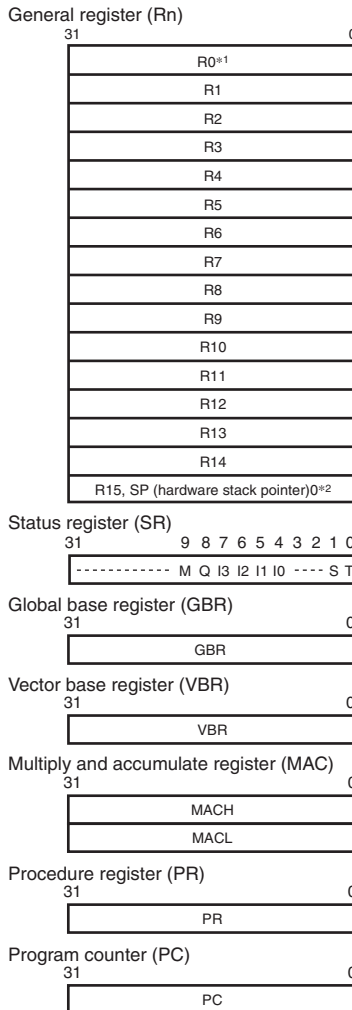 General register (Rn)
31 0
R0*1
R1
R2
R3
R4
R5
R6
R7
R8
R9
R10
R11
R12
R13
R14
R15, SP (hardware stack pointer)0*2
Status register (SR)
31 9 8 7 6 5 4 3 2 1 0
------------ M Q I3 I2 I1 I0 ---- S T
Global base register (GBR)
31 0
GBR
Vector base register (VBR)
31 0
VBR
Multiply and accumulate register (MAC)
31 0
MACH
MACL
Procedure register (PR)
31 0
PR
Program counter (PC)
31 0
PC